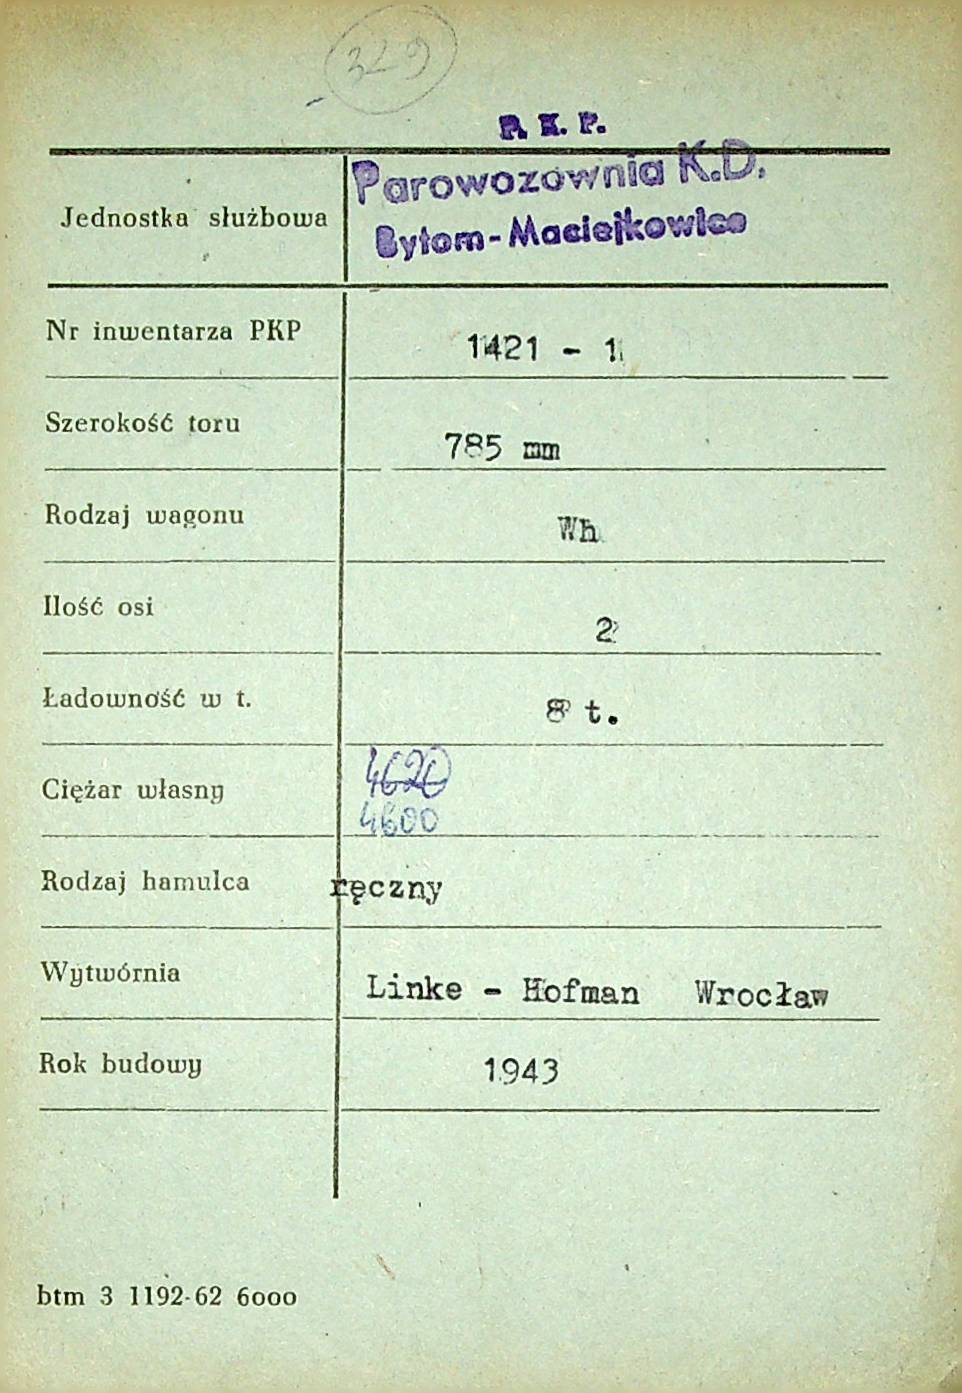 329
P. K. P.
Parowozownia K.D.
Jednostka służbowa
Bytom-Maciejkowice
Nr inwentarza PKP 1421 - 1
Szerokość toru 785 mm
Rodzaj wagonu Wh
Ilość osi 2
Ładowność w t. 8 t.
Ciężar własny 4620
4600
Rodzaj hamulca ręczny
Wytwórnia Linke - Hofman Wrocław
Rok budowy 1943
btm 3 1192-62 6000